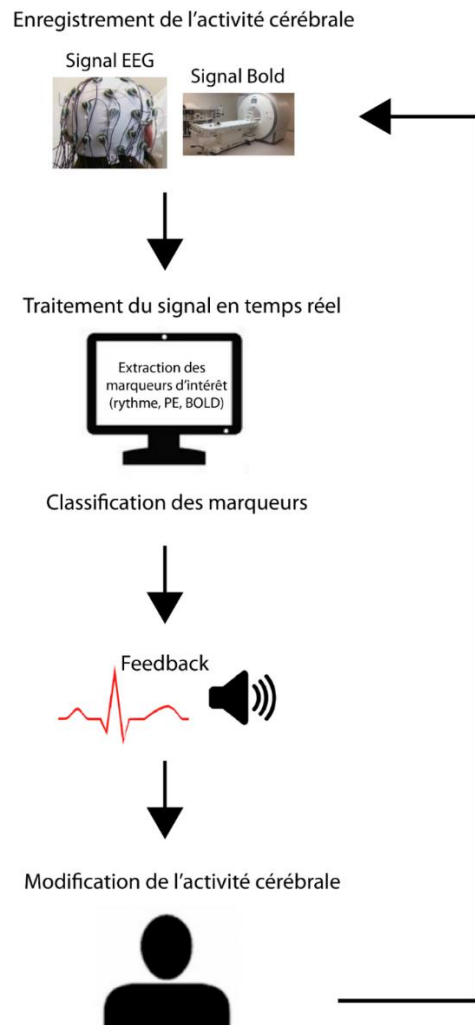 Enregistrement de l'activité cérébrale
Signal EEG
Signal Bold
Traitement du signal en temps réel
Extraction des
marqueurs d'intérêt
(rythme, PE, BOLD)
Classification des marqueurs
Feedback
Modification de l'activité cérébrale